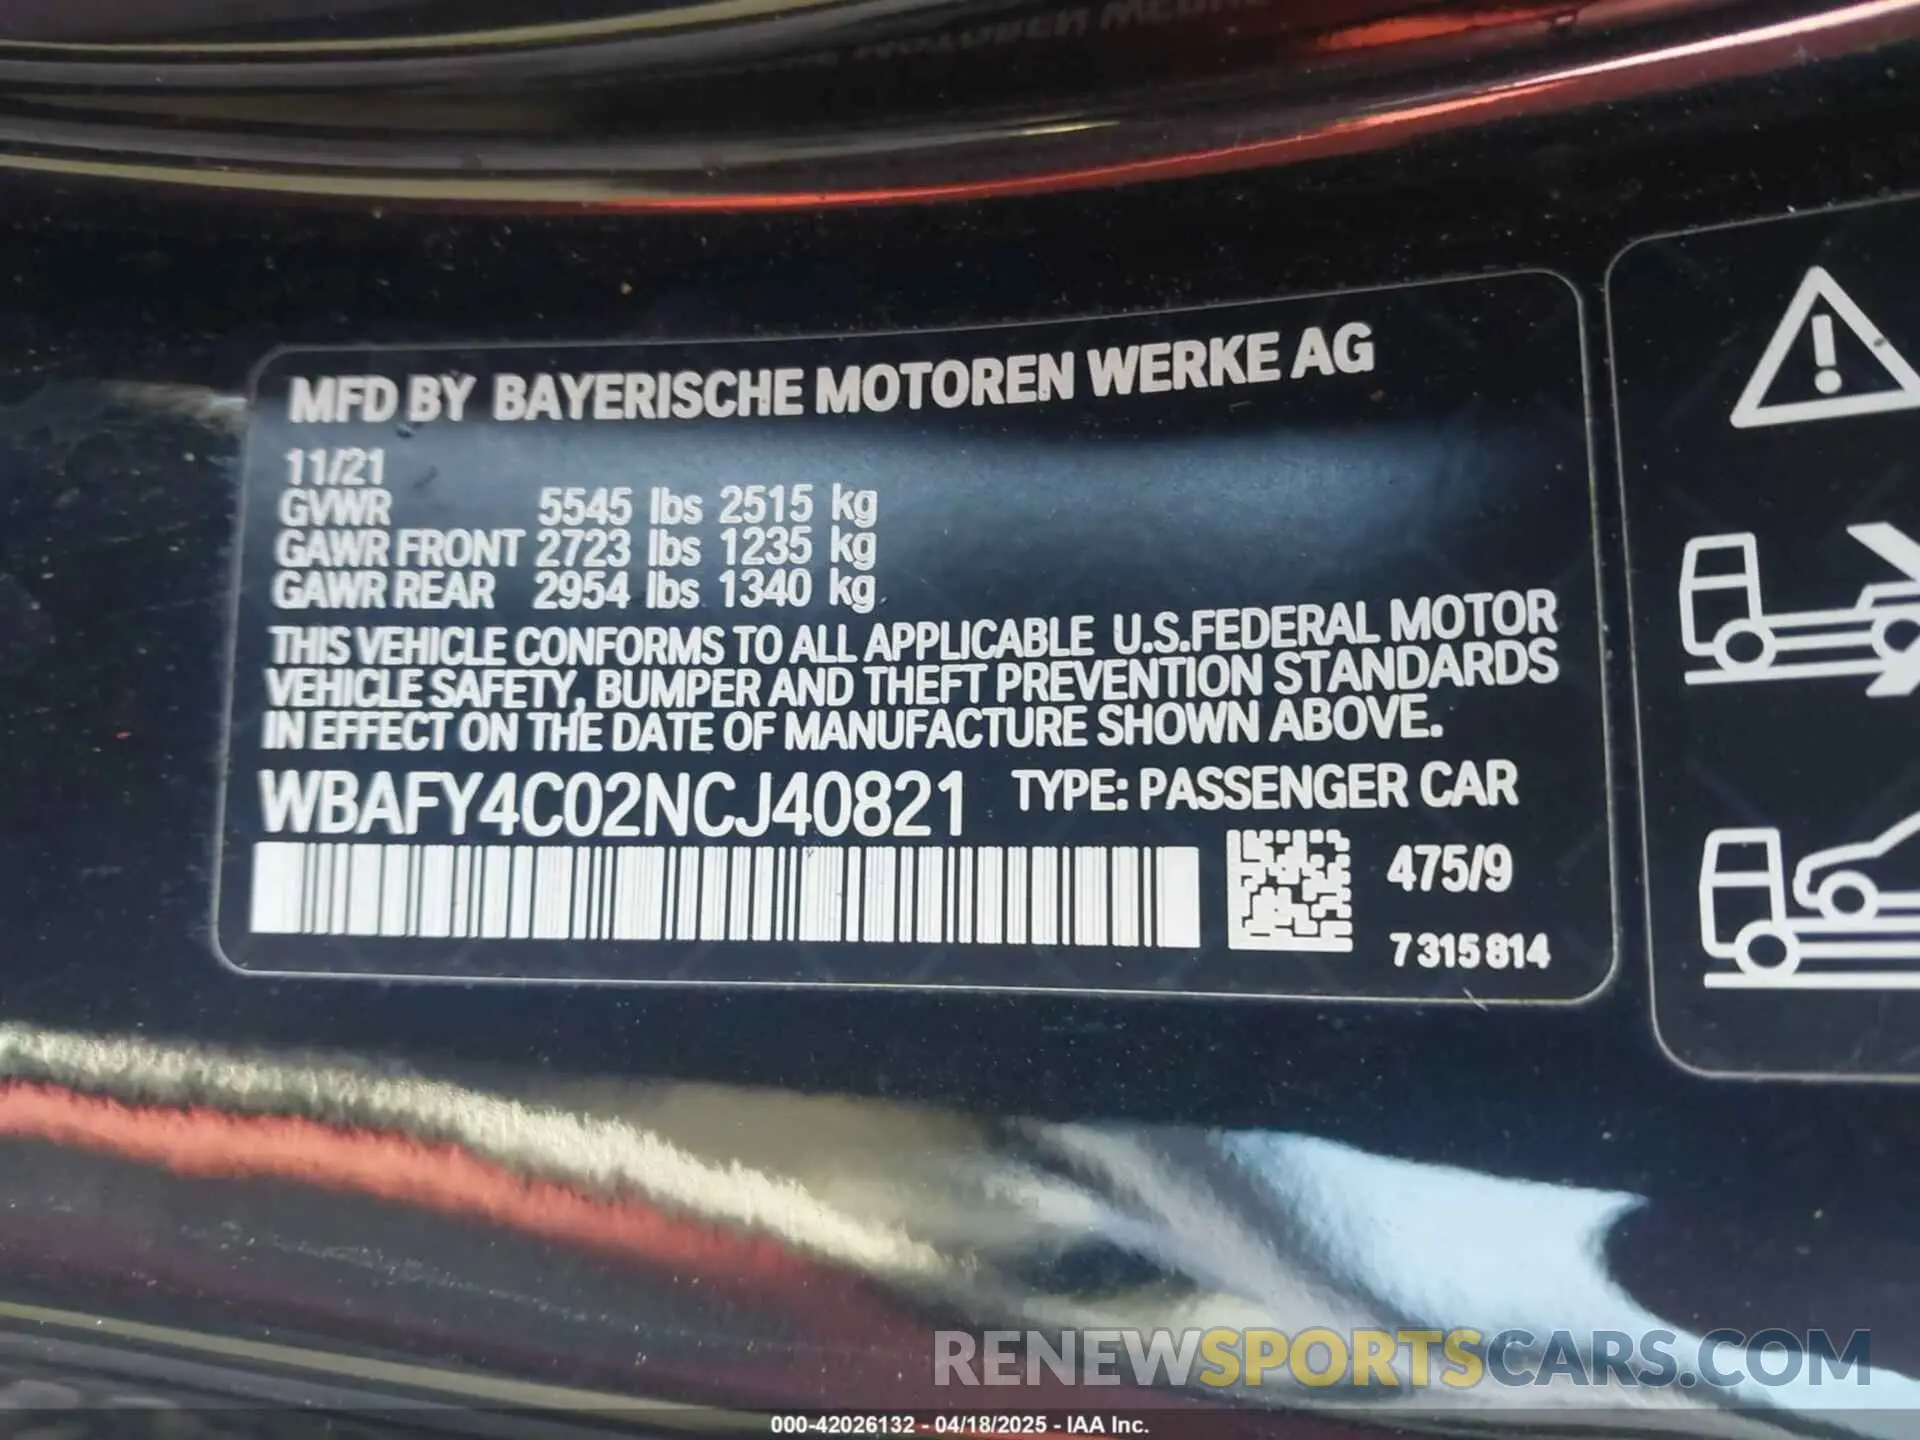 MFD BY BAYERISCHE MOTOREN WERKE AG
11/21
GVWR 5545 lbs 2515 kg
GAWR FRONT 2723 lbs 1235 kg
GAWR REAR 2954 lbs 1340 kg
THIS VEHICLE CONFORMS TO ALL APPLICABLE U.S.FEDERAL MOTOR
VEHICLE SAFETY, BUMPER AND THEFT PREVENTION STANDARDS
IN EFFECT ON THE DATE OF MANUFACTURE SHOWN ABOVE.
WBAFY4C02NCJ40821 TYPE: PASSENGER CAR
475/9
7 315 814
RENEWSPORTSCARS.COM
000-42026132 - 04/18/2025 - IAA Inc.